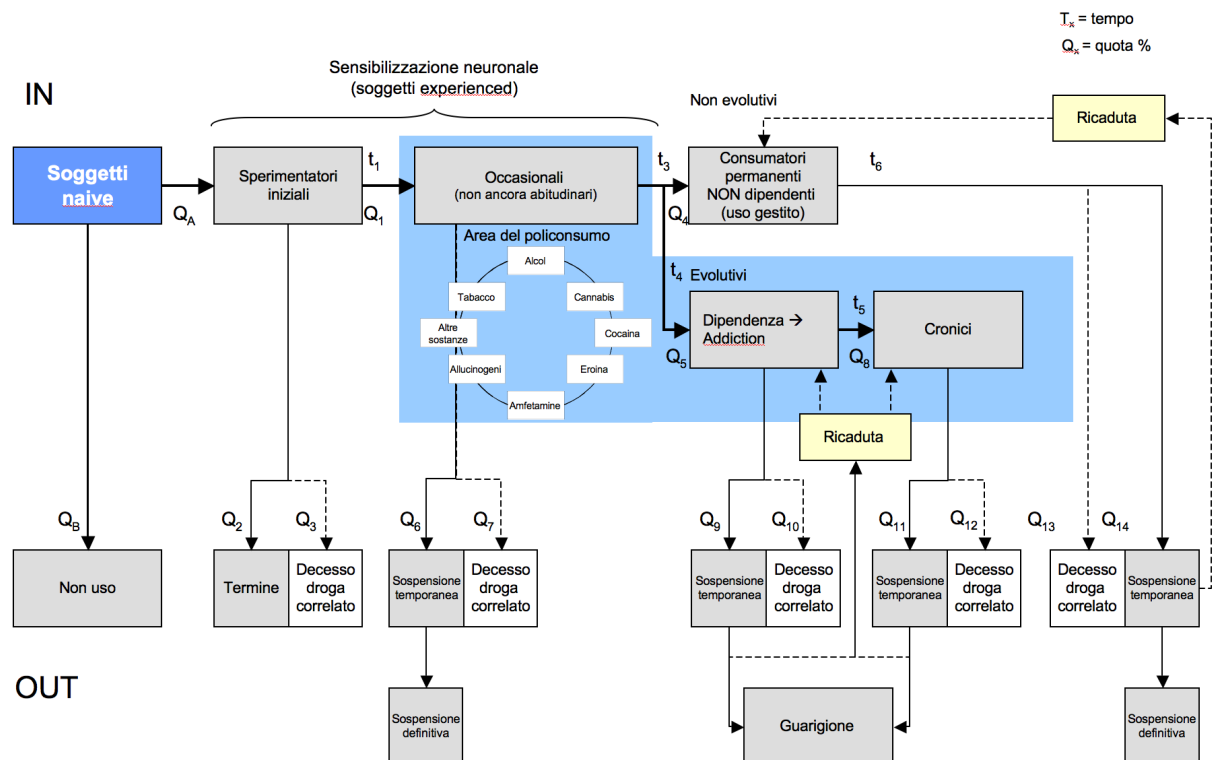 Tx = tempo
Qx = quota %
Sensibilizzazione neuronale
(soggetti experienced)
IN
Non evolutivi
Ricaduta
Soggetti
naive
QA
Sperimentatori
iniziali
t1
Q1
Occasionali
(non ancora abitudinari)
t3
Q4
Consumatori
permanenti
NON dipendenti
(uso gestito)
t6
Area del policonsumo
Alcol
Tabacco
Cannabis
Altre
sostanze
Cocaina
Allucinogeni
Eroina
Amfetamine
t4
Evolutivi
Q5
Dipendenza →
Addiction
t5
Q8
Cronici
Ricaduta
QB
Q2
Q3
Q6
Q7
Q9
Q10
Q11
Q12
Q13
Q14
Non uso
Termine
Decesso
droga
correlato
Sospensione
temporanea
Decesso
droga
correlato
Sospensione
temporanea
Decesso
droga
correlato
Sospensione
temporanea
Decesso
droga
correlato
Decesso
droga
correlato
Sospensione
temporanea
OUT
Sospensione
definitiva
Guarigione
Sospensione
definitiva